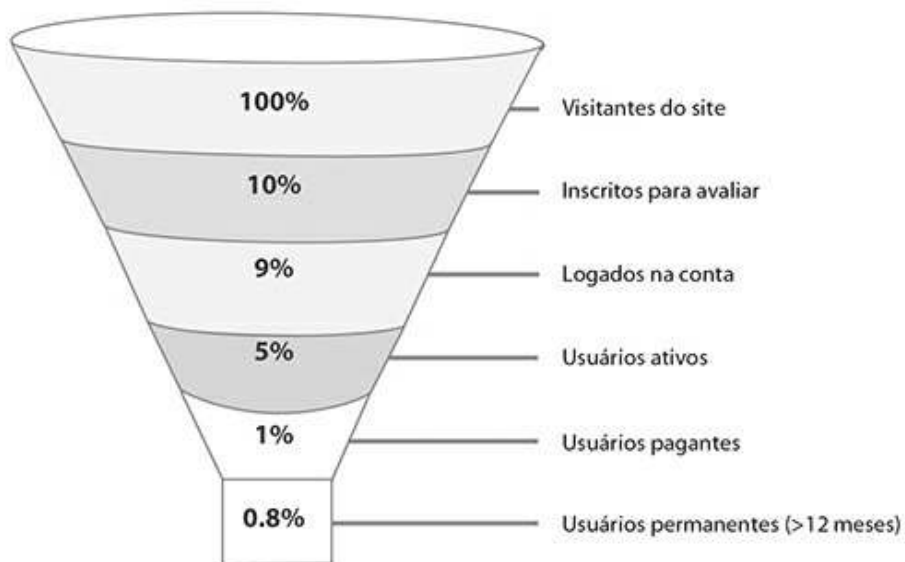 100%
Visitantes do site
10%
Inscritos para avaliar
9%
Logados na conta
5%
Usuários ativos
1%
Usuários pagantes
0.8%
Usuários permanentes (>12 meses)